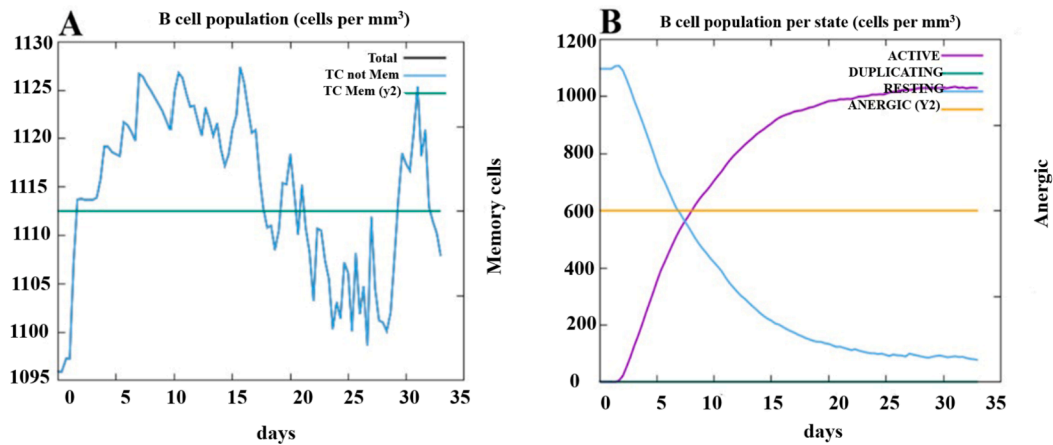 A
B cell population (cells per mm³)
1130
1125
1120
1115
1110
1105
1100
1095
Total
TC not Mem
TC Mem (y2)
0 5 10 15 20 25 30 35
days
Memory cells
B
B cell population per state (cells per mm³)
1200
1000
800
600
400
200
0
ACTIVE
DUPLICATING
RESTING
ANERGIC (Y2)
0 5 10 15 20 25 30 35
days
Anergic